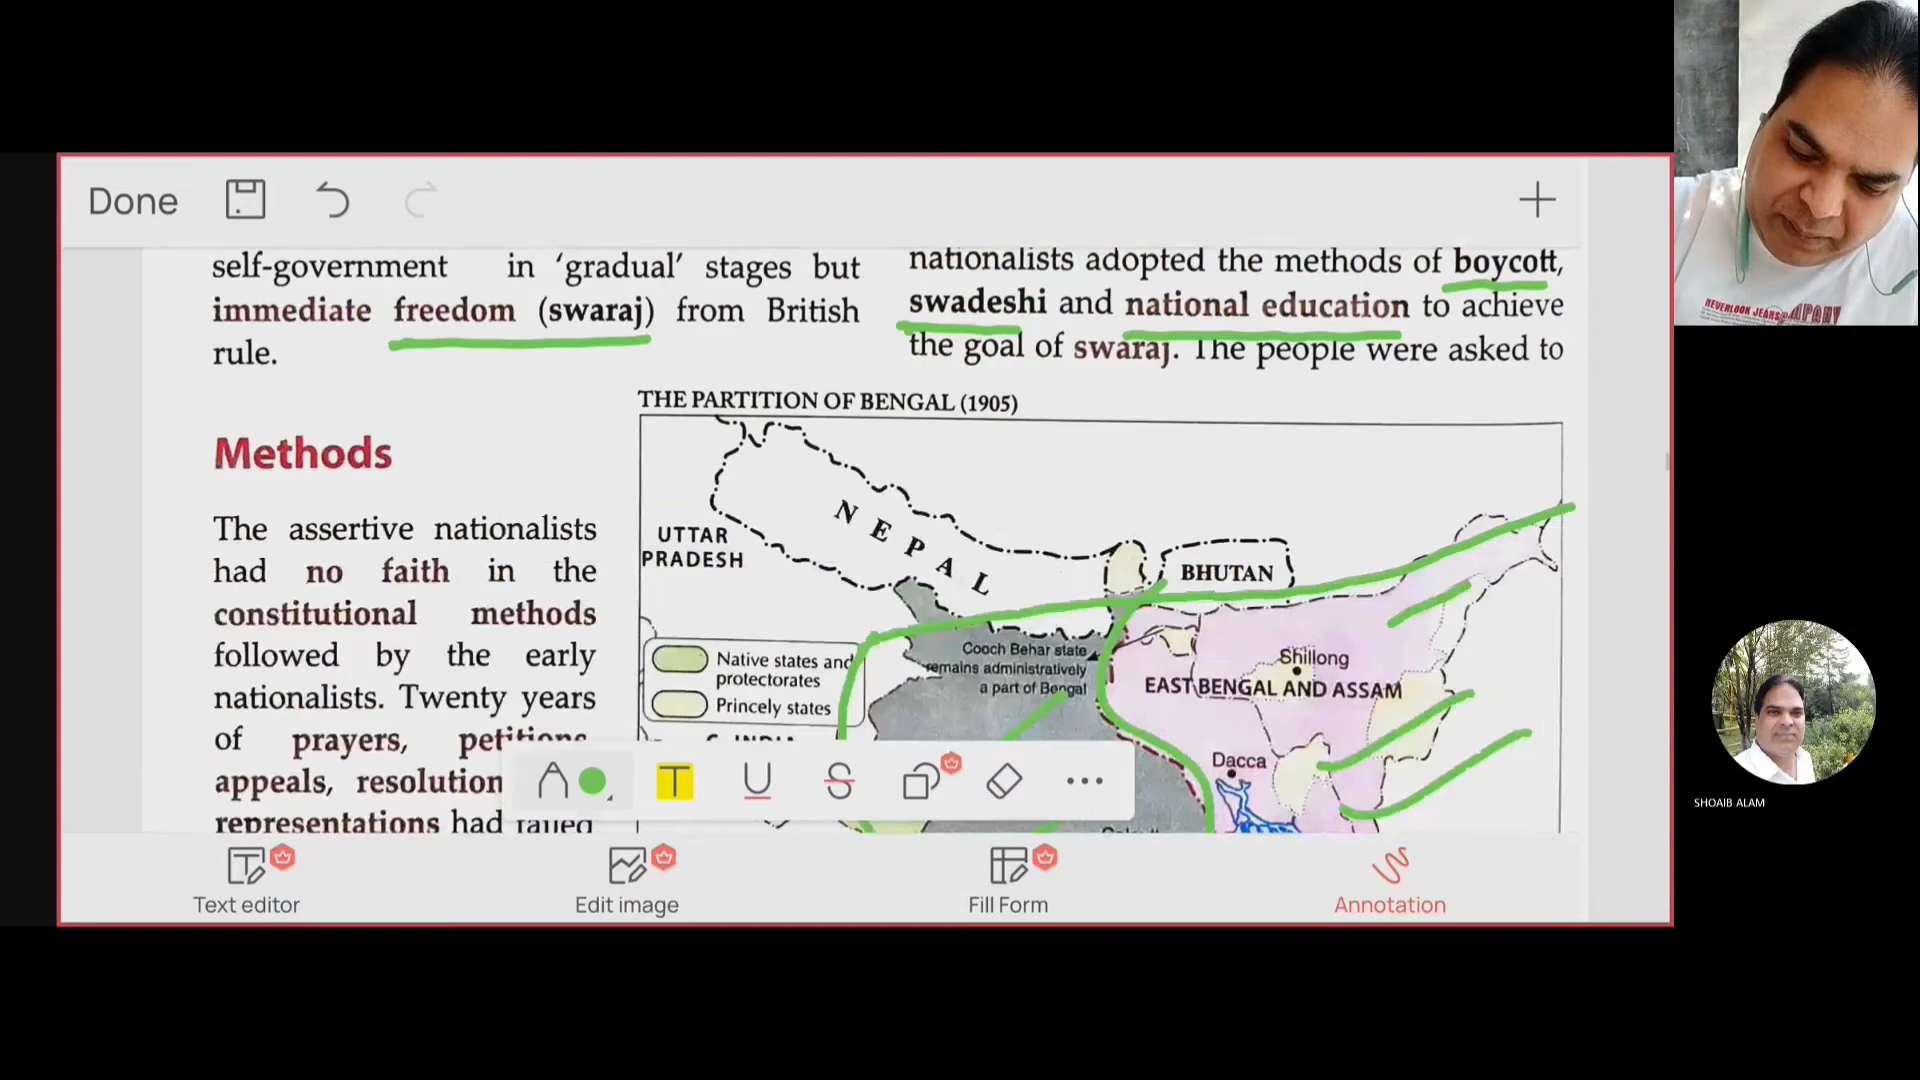 Done
self-government in ‘gradual’ stages but
immediate freedom (swaraj) from British
rule.
nationalists adopted the methods of boycott,
swadeshi and national education to achieve
the goal of swaraj. The people were asked to
THE PARTITION OF BENGAL (1905)
Methods
The assertive nationalists
had no faith in the
constitutional methods
followed by the early
nationalists. Twenty years
of prayers, petitions,
appeals, resolution
representations had failed
UTTAR
PRADESH
NEPAL
BHUTAN
Native states and
protectorates
Princely states
Cooch Behar state
remains administratively
a part of Bengal
Shillong
EAST BENGAL AND ASSAM
Dacca
T
U
S
Text editor
Edit image
Fill Form
Annotation
NEVERLOOK JEANS COMPANY
SHOAIB ALAM